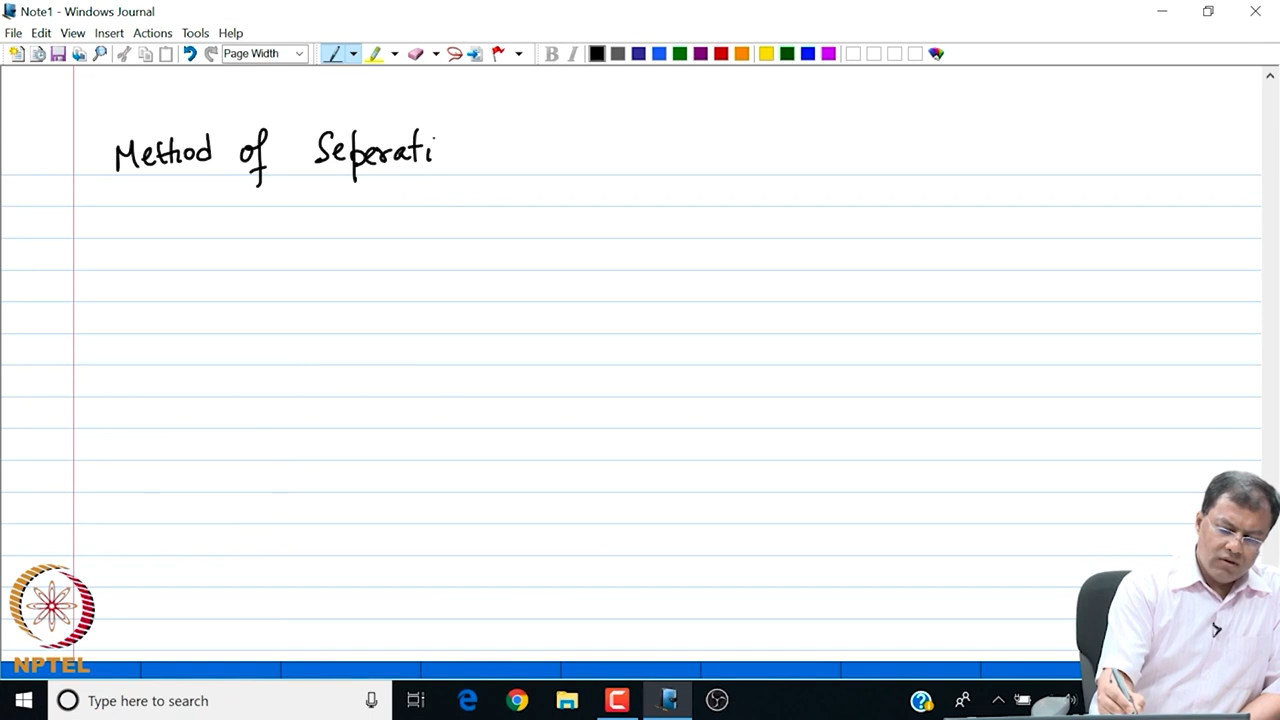 Note1 - Windows Journal
File Edit View Insert Actions Tools Help
Page Width
B I
Method of Seperati
NPTEL
Type here to search